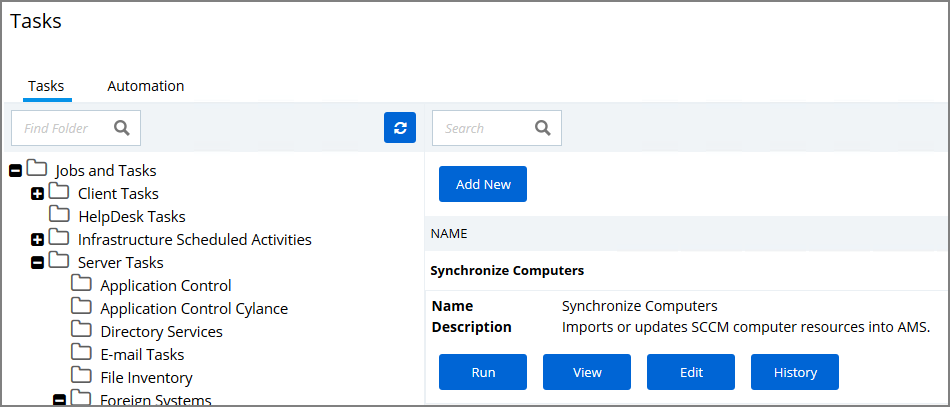 Tasks
Tasks Automation
Find Folder
Search
Jobs and Tasks
Client Tasks
HelpDesk Tasks
Infrastructure Scheduled Activities
Server Tasks
Application Control
Application Control Cylance
Directory Services
E-mail Tasks
File Inventory
Foreign Systems
Add New
NAME
Synchronize Computers
Name Synchronize Computers
Description Imports or updates SCCM computer resources into AMS.
Run View Edit History